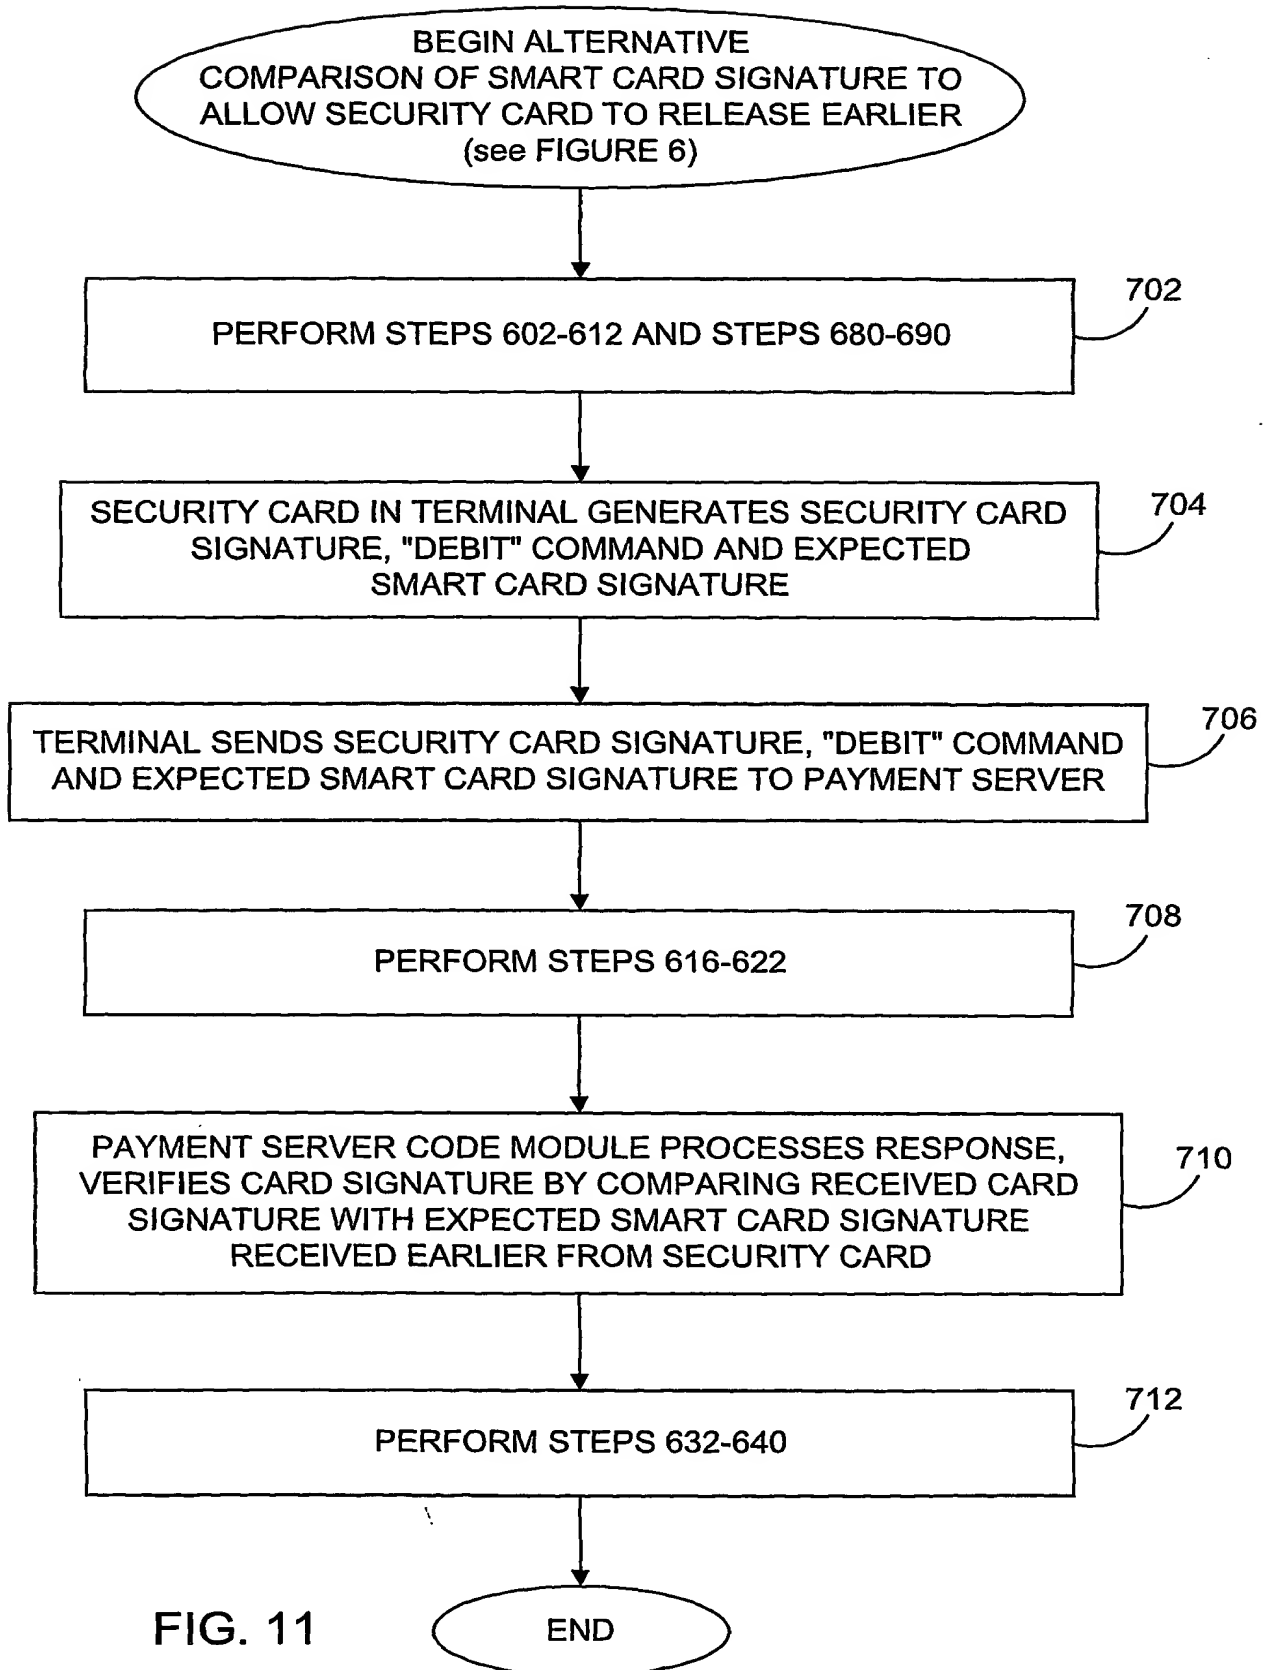 BEGIN ALTERNATIVE
COMPARISON OF SMART CARD SIGNATURE TO
ALLOW SECURITY CARD TO RELEASE EARLIER
(see FIGURE 6)
702
PERFORM STEPS 602-612 AND STEPS 680-690
704
SECURITY CARD IN TERMINAL GENERATES SECURITY CARD
SIGNATURE, "DEBIT" COMMAND AND EXPECTED
SMART CARD SIGNATURE
706
TERMINAL SENDS SECURITY CARD SIGNATURE, "DEBIT" COMMAND
AND EXPECTED SMART CARD SIGNATURE TO PAYMENT SERVER
708
PERFORM STEPS 616-622
710
PAYMENT SERVER CODE MODULE PROCESSES RESPONSE,
VERIFIES CARD SIGNATURE BY COMPARING RECEIVED CARD
SIGNATURE WITH EXPECTED SMART CARD SIGNATURE
RECEIVED EARLIER FROM SECURITY CARD
712
PERFORM STEPS 632-640
END
FIG. 11